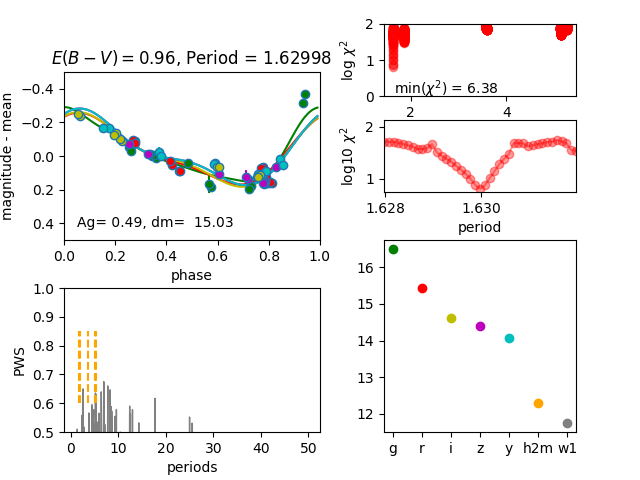 E(B − V) = 0.96, Period = 1.62998
magnitude - mean
−0.4
−0.2
0.0
0.2
0.4
0.0 0.2 0.4 0.6 0.8 1.0
Ag= 0.49, dm= 15.03
phase
log χ²
2
1
0
min(χ²) = 6.38
2 4
log10 χ²
2
1
1.628 1.630
period
PWS
1.0
0.9
0.8
0.7
0.6
0.5
0 10 20 30 40 50
periods
16
15
14
13
12
g r i z y h2m w1